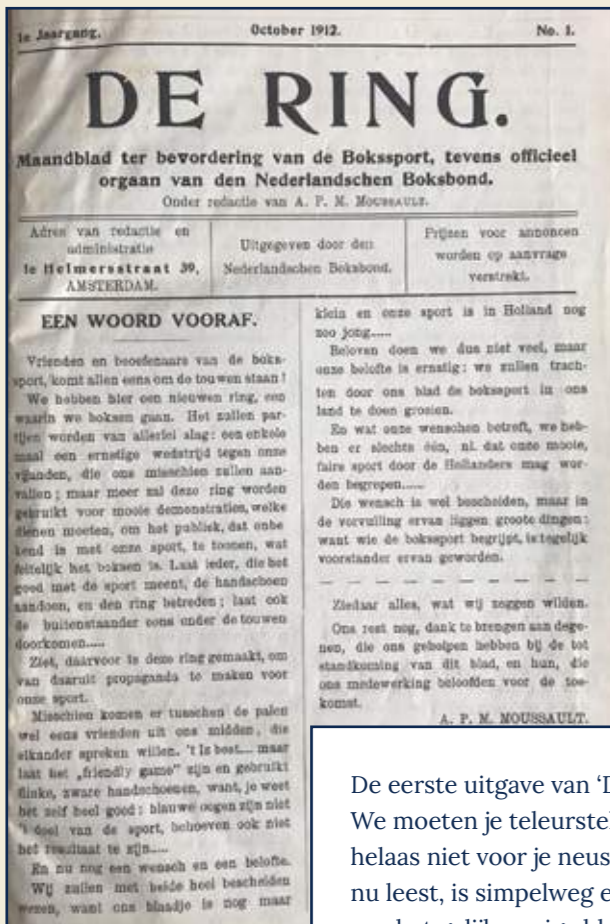 1e Jaargang. October 1912. No. 1.
DE RING.
Maandblad ter bevordering van de Bokssport, tevens officieel
orgaan van den Nederlandschen Boksbond.
Onder redactie van A. P. M. MOUSSAULT.
Adres van redactie en
administratie
1e Helmersstraat 39,
AMSTERDAM.
Uitgegeven door den
Nederlandschen Boksbond.
Prijzen voor annoncen
worden op aanvrage
verstrekt.
EEN WOORD VOORAF.
Vrienden en beoefenaars van de boks-
sport, komt allen eens om de touwen staan!
We hebben hier een nieuwen ring, een
waarin we boksen gaan. Het zullen par-
tijen worden van allerlei slag: een enkele
maal een ernstige wedstrijd tegen onze
vijanden, die ons misschien zullen aan-
vallen; maar meer zal deze ring worden
gebruikt voor mooie demonstraties, welke
dienen moeten, om het publiek, dat onbe-
kend is met onze sport, te toonen, wat
feitelijk het boksen is. Laat ieder, die het
goed met de sport meent, de handschoen
aandoen, en den ring betreden; laat ook
de buitenstaander eens onder de touwen
doorkomen.....
Ziet, daarvoor is deze ring gemaakt, om
van daaruit propaganda te maken voor
onze sport.
Misschien komen er tusschen de palen
wel eens vrienden uit ons midden, die
elkander spreken willen. 't Is best.... maar
laat het „friendly game” zijn en gebruikt
flinke, zware handschoenen, want, je weet
het zelf heel goed: blauwe oogen zijn niet
't doel van de sport, behoeven ook niet
het resultaat te zijn.....
En nu nog een wensch en een belofte.
Wij zullen met beide heel bescheiden
wezen, want ons blaadje is nog maar
klein en onze sport is in Holland nog
zoo jong.....
Beloven doen we dus niet veel, maar
onze belofte is ernstig: we zullen trach-
ten door ons blad de bokssport in ons
land te doen groeien.
En wat onze wenschen betreft, we heb-
ben er slechts één, nl. dat onze mooie,
faire sport door de Hollanders mag wor-
den begrepen.....
Die wensch is wel bescheiden, maar in
de vervulling ervan liggen groote dingen:
want wie de bokssport begrijpt, is tegelijk
voorstander ervan geworden.
Ziedaar alles, wat wij zeggen wilden.
Ons rest nog, dank te brengen aan dege-
nen, die ons geholpen hebben bij de tot
standkoming van dit blad, en hun, die
ons medewerking beloofden voor de toe-
komst.
A. P. M. MOUSSAULT.
De eerste uitgave van ‘D
We moeten je teleurstel
helaas niet voor je neus
nu leest, is simpelweg e